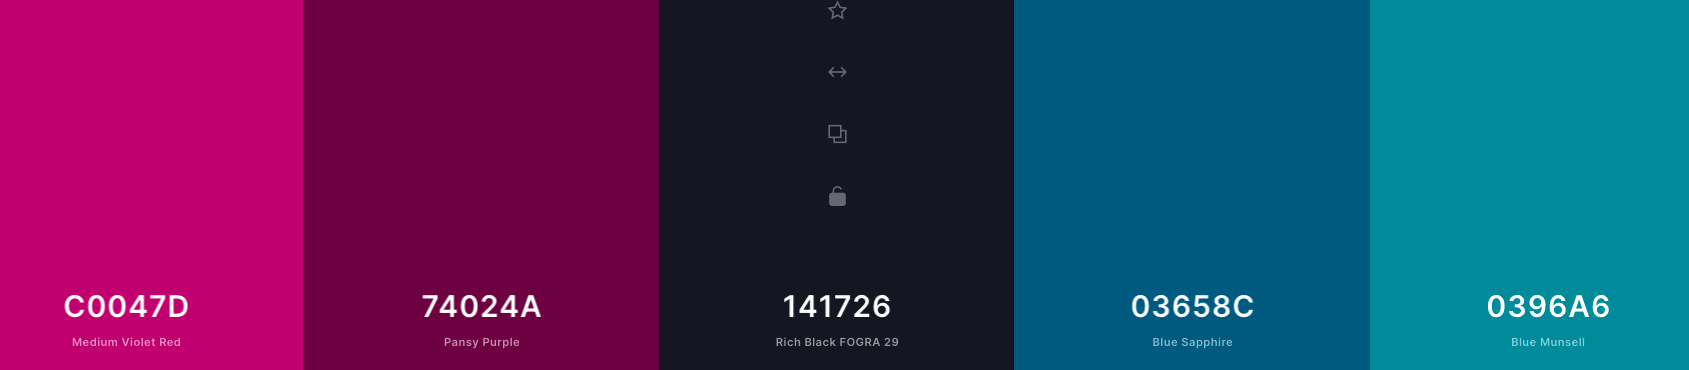 C0047D
Medium Violet Red
74024A
Pansy Purple
141726
Rich Black FOGRA 29
03658C
Blue Sapphire
0396A6
Blue Munsell